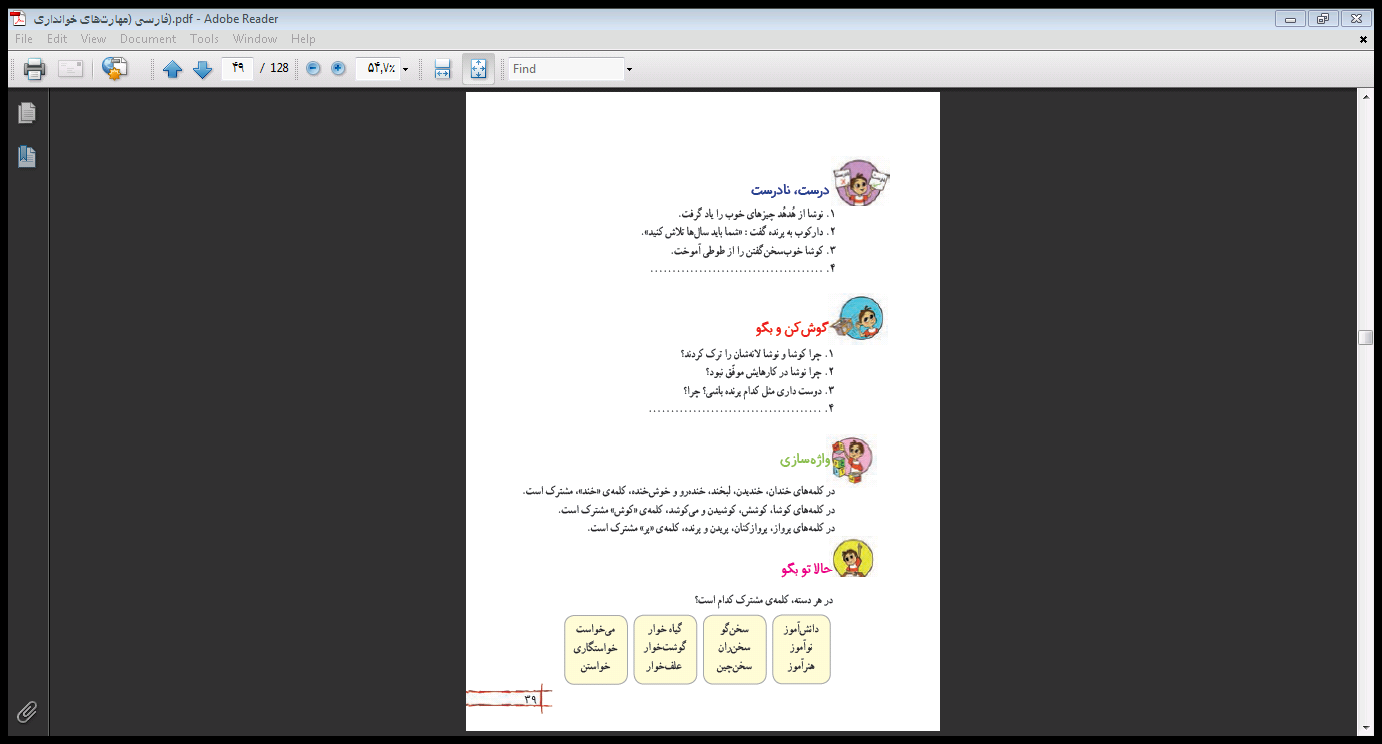 فارسی (مهارت‌های خوانداری).pdf - Adobe Reader
File Edit View Document Tools Window Help
۴۹ / 128 ۵۴٫۷٪ Find
درست، نادرست
۱. نوشا از هُدهُد چیزهای خوب را یاد گرفت.
۲. دارکوب به پرنده گفت : «شما باید سال‌ها تلاش کنید».
۳. کوشا خوب‌سخن‌گفتن را از طوطی آموخت.
۴. .......................................
گوش‌کن و بگو
۱. چرا کوشا و نوشا لانه‌شان را ترک کردند؟
۲. چرا نوشا در کارهایش موفّق نبود؟
۳. دوست داری مثل کدام پرنده باشی؟ چرا؟
۴. .......................................
واژه‌سازی
در کلمه‌های خندان، خندیدن، لبخند، خنده‌رو و خوش‌خنده، کلمه‌ی «خند»، مشترک است.
در کلمه‌های کوشا، کوشش، کوشیدن و می‌کوشد، کلمه‌ی «کوش» مشترک است.
در کلمه‌های پرواز، پروازکنان، پریدن و پرنده، کلمه‌ی «پر» مشترک است.
حالا تو بگو
در هر دسته، کلمه‌ی مشترک کدام است؟
دانش‌آموز
نوآموز
هنرآموز
سخن‌گو
سخن‌ران
سخن‌چین
گیاه خوار
گوشت‌خوار
علف‌خوار
می‌خواست
خواستگاری
خواستن
۳۹